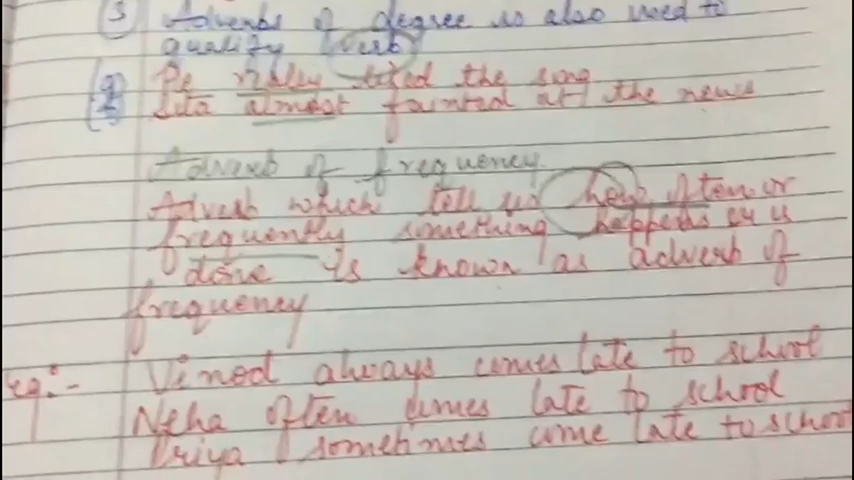 (3) Adverbs of degree is also used to
qualify (verb)
eg He really liked the song
Lita almost fainted at the news
Adverb of frequency.
Adverb which tell us how often or
frequently something happens or is
done is known as adverb of
frequency
eg:- Vinod always comes late to school
Neha often comes late to school
Priya sometimes come late to school